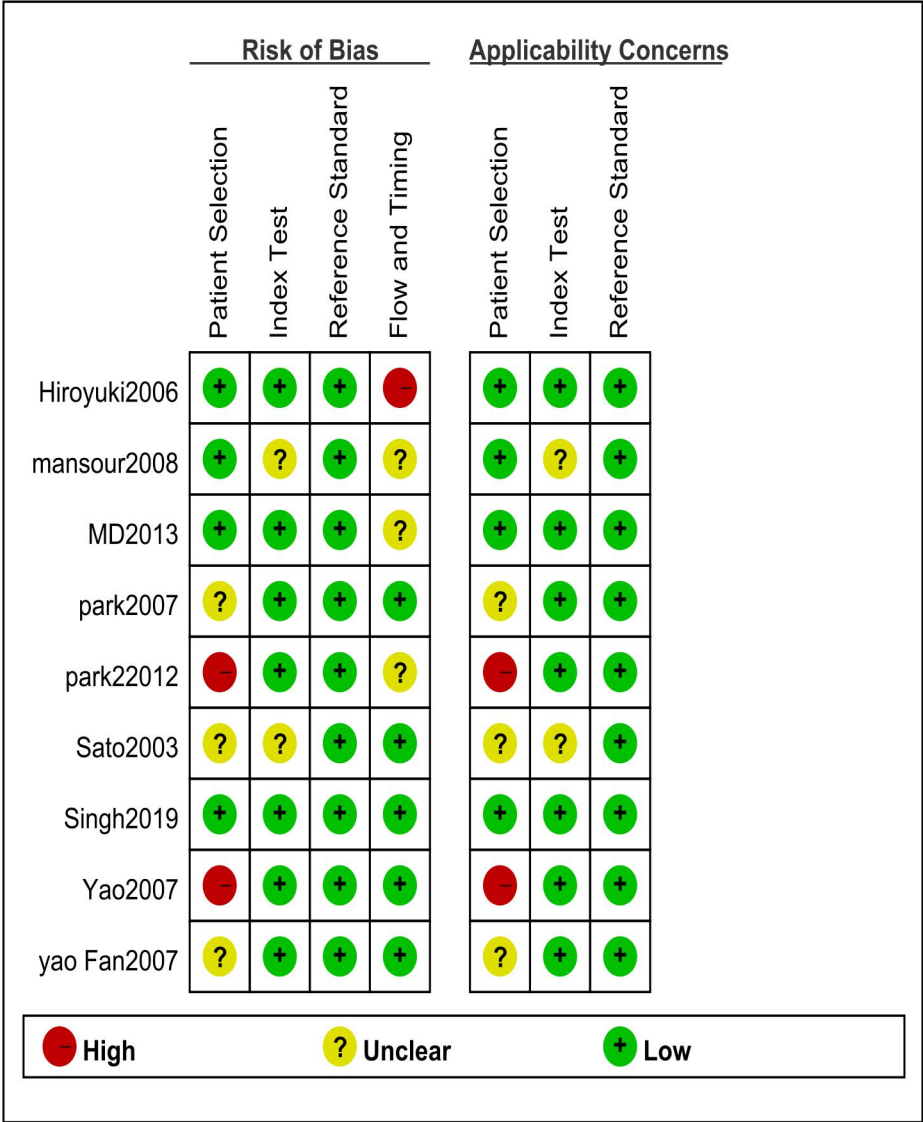 Risk of Bias Applicability Concerns
Patient Selection
Index Test
Reference Standard
Flow and Timing
Patient Selection
Index Test
Reference Standard
Hiroyuki2006 + + + – + + +
mansour2008 + ? + ? + ? +
MD2013 + + + ? + + +
park2007 ? + + + ? + +
park22012 – + + ? – + +
Sato2003 ? ? + + ? ? +
Singh2019 + + + + + + +
Yao2007 – + + + – + +
yao Fan2007 ? + + + ? + +
– High ? Unclear + Low